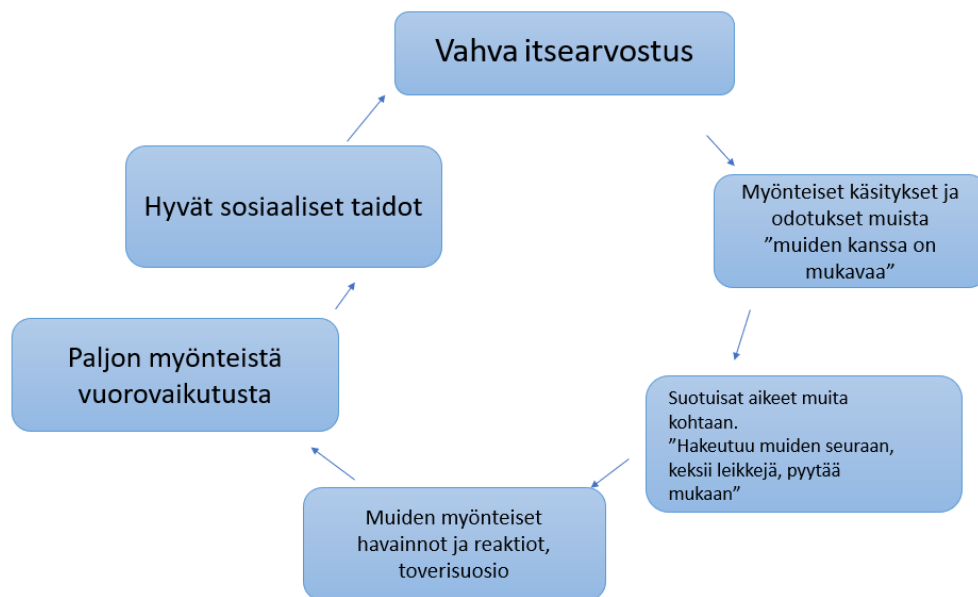 Vahva itsearvostus
Myönteiset käsitykset ja
odotukset muista
”muiden kanssa on
mukavaa”
Suotuisat aikeet muita
kohtaan.
”Hakeutuu muiden seuraan,
keksii leikkejä, pyytää
mukaan”
Muiden myönteiset
havainnot ja reaktiot,
toverisuosio
Paljon myönteistä
vuorovaikutusta
Hyvät sosiaaliset taidot